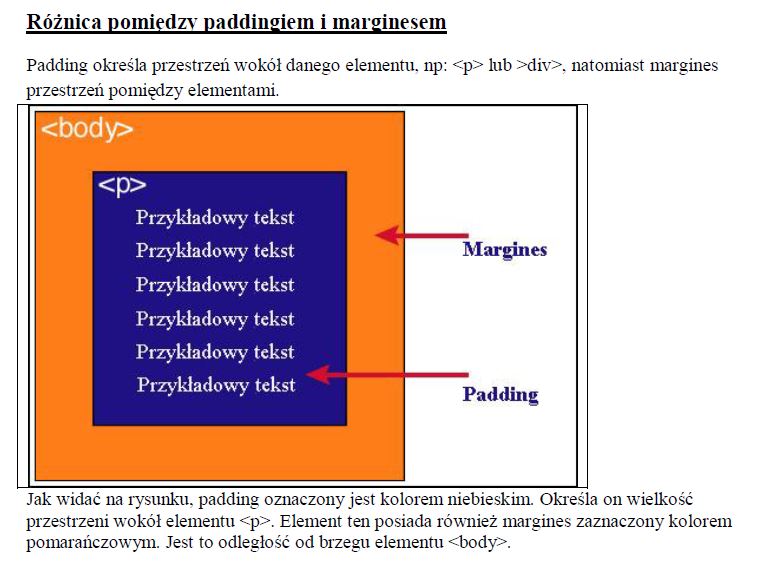 Różnica pomiędzy paddingiem i marginesem
Padding określa przestrzeń wokół danego elementu, np: <p> lub >div>, natomiast margines
przestrzeń pomiędzy elementami.
<body>
<p>
Przykładowy tekst
Przykładowy tekst
Przykładowy tekst
Przykładowy tekst
Przykładowy tekst
Przykładowy tekst
Margines
Padding
Jak widać na rysunku, padding oznaczony jest kolorem niebieskim. Określa on wielkość
przestrzeni wokół elementu <p>. Element ten posiada również margines zaznaczony kolorem
pomarańczowym. Jest to odległość od brzegu elementu <body>.